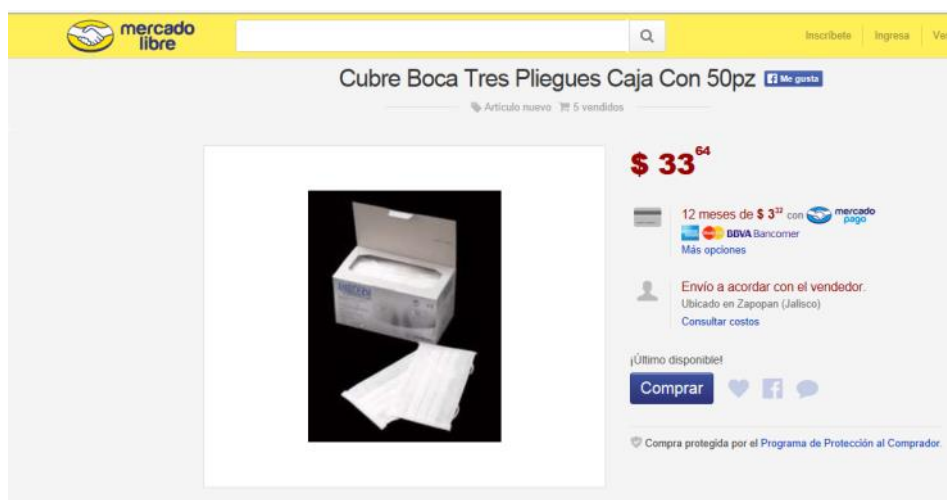 mercado
libre
Inscríbete Ingresa
Cubre Boca Tres Pliegues Caja Con 50pz Me gusta
Artículo nuevo 5 vendidos
$ 33 64
12 meses de $ 3 32 con mercado pago
BBVA Bancomer
Más opciones
Envío a acordar con el vendedor.
Ubicado en Zapopan (Jalisco)
Consultar costos
¡Último disponible!
Comprar
Compra protegida por el Programa de Protección al Comprador.